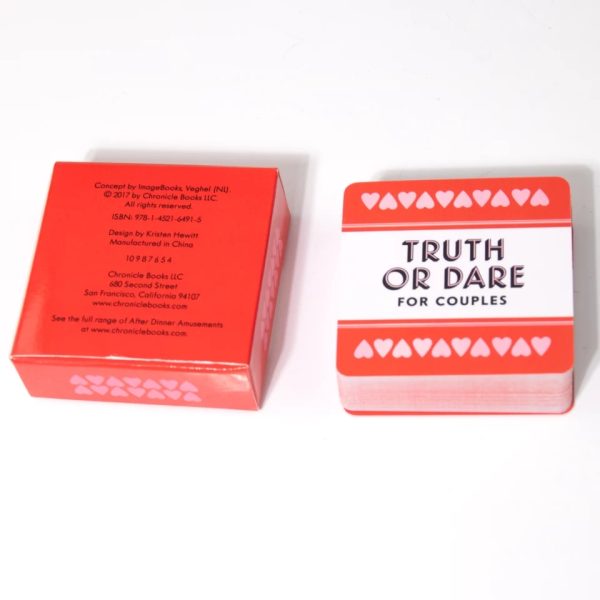 Concept by ImageBooks, Veghel (NL)
© 2017 by Chronicle Books LLC.
All rights reserved.
ISBN: 978-1-4521-6491-5
Design by Kristen Hewitt
Manufactured in China
10 9 8 7 6 5 4
Chronicle Books LLC
680 Second Street
San Francisco, California 94107
www.chroniclebooks.com
See the full range of After Dinner Amusements
at www.chroniclebooks.com.
TRUTH
OR DARE
FOR COUPLES